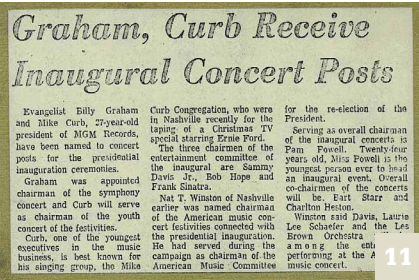 Graham, Curb Receive
Inaugural Concert Posts
Evangelist Billy Graham
and Mike Curb, 27-year-old
president of MGM Records,
have been named to concert
posts for the presidential
inauguration ceremonies.
Graham was appointed
chairman of the symphony
concert and Curb will serve
as chairman of the youth
concert of the festivities.
Curb, one of the youngest
executives in the music
business, is best known for
his singing group, the Mike
Curb Congregation, who were
in Nashville recently for the
taping of a Christmas TV
special starring Ernie Ford.
The three chairmen of the
entertainment committee of
the inaugural are Sammy
Davis Jr., Bob Hope and
Frank Sinatra.
Nat T. Winston of Nashville
earlier was named chairman
of the American music con-
cert festivities connected with
the presidential inauguration.
He had served during the
campaign as chairman of the
American Music Committee
for the re-election of the
President.
Serving as overall chairman
of the inaugural concerts is
Pam Powell. Twenty-four
years old, Miss Powell is the
youngest person ever to head
an inaugural event. Overall
co-chairmen of the concerts
will be. Bart Starr and
Charlton Heston.
Winston said Davis, Laurie
Lee Schaefer and the Les
Brown Orchestra
among the
performing at the
music concert.
11